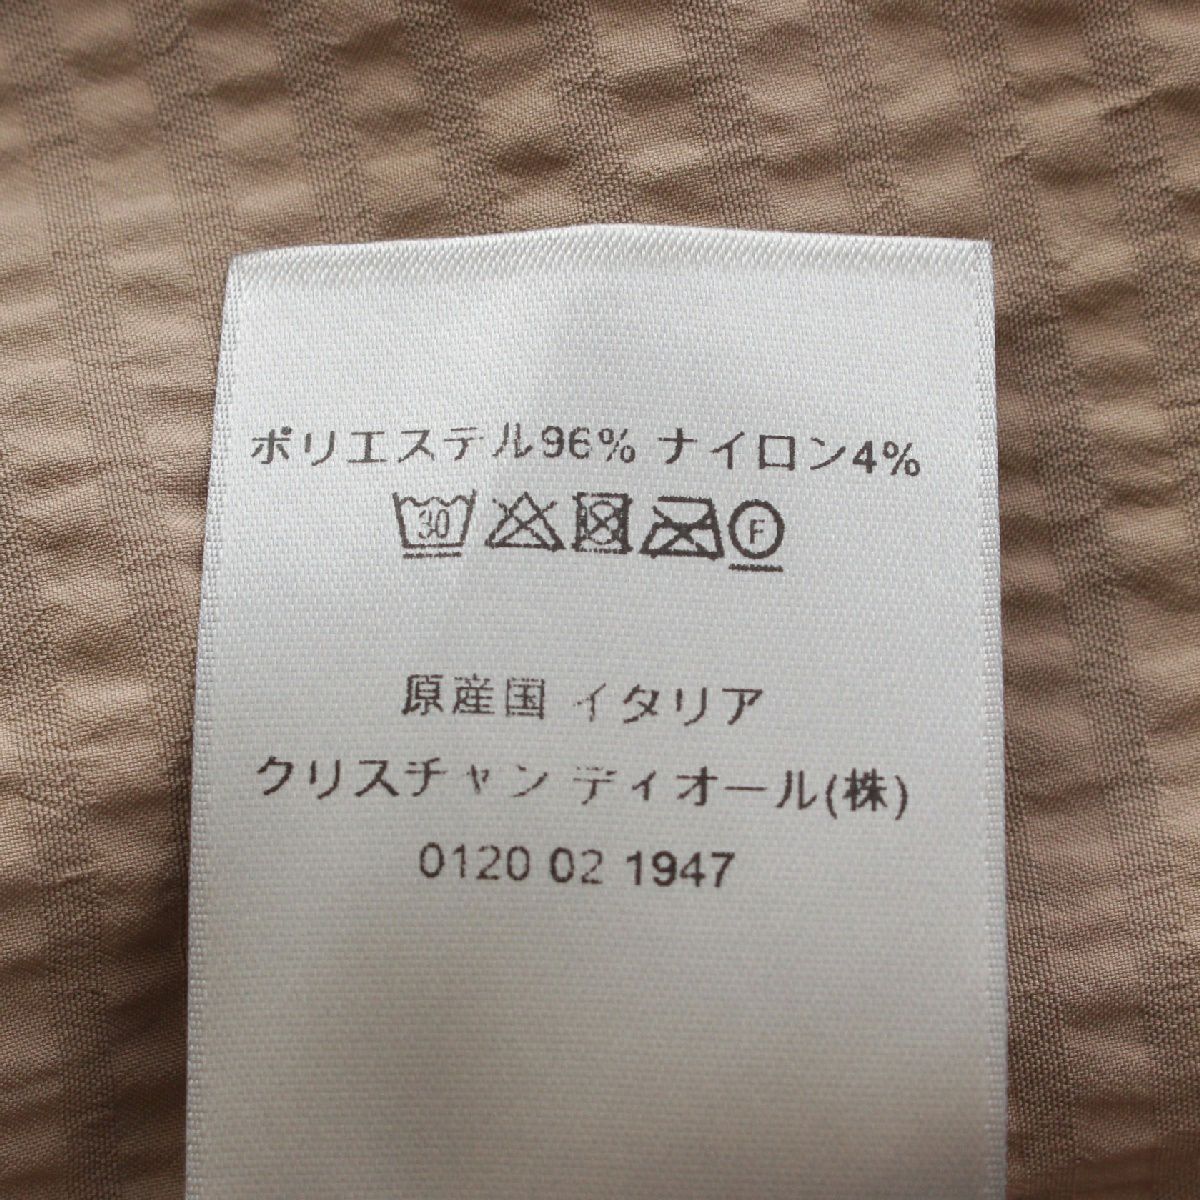 ポリエステル96% ナイロン4%
30 F
原産国 イタリア
クリスチャン ディオール(株)
0120 02 1947